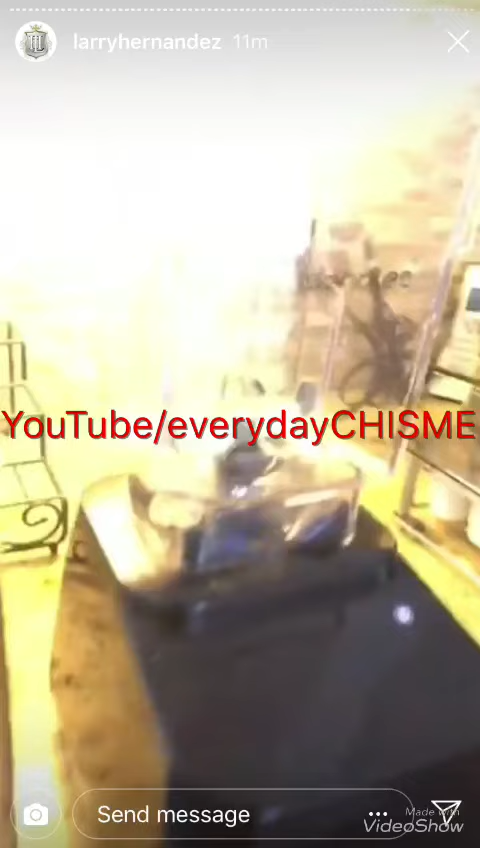 larryhernandez 11m
YouTube/everydayCHISME
Send message
Made with
VideoShow